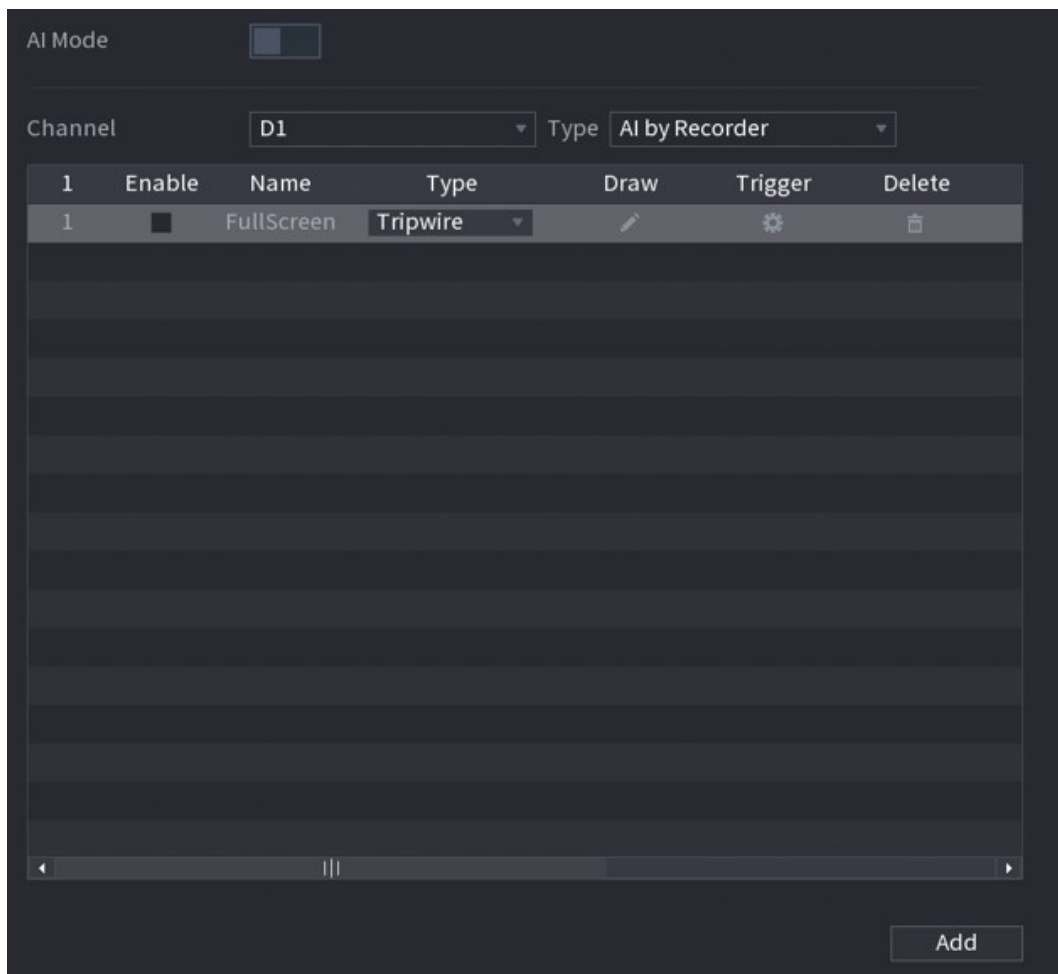 AI Mode
Channel D1 Type AI by Recorder
1 Enable Name Type Draw Trigger Delete
1 FullScreen Tripwire
Add